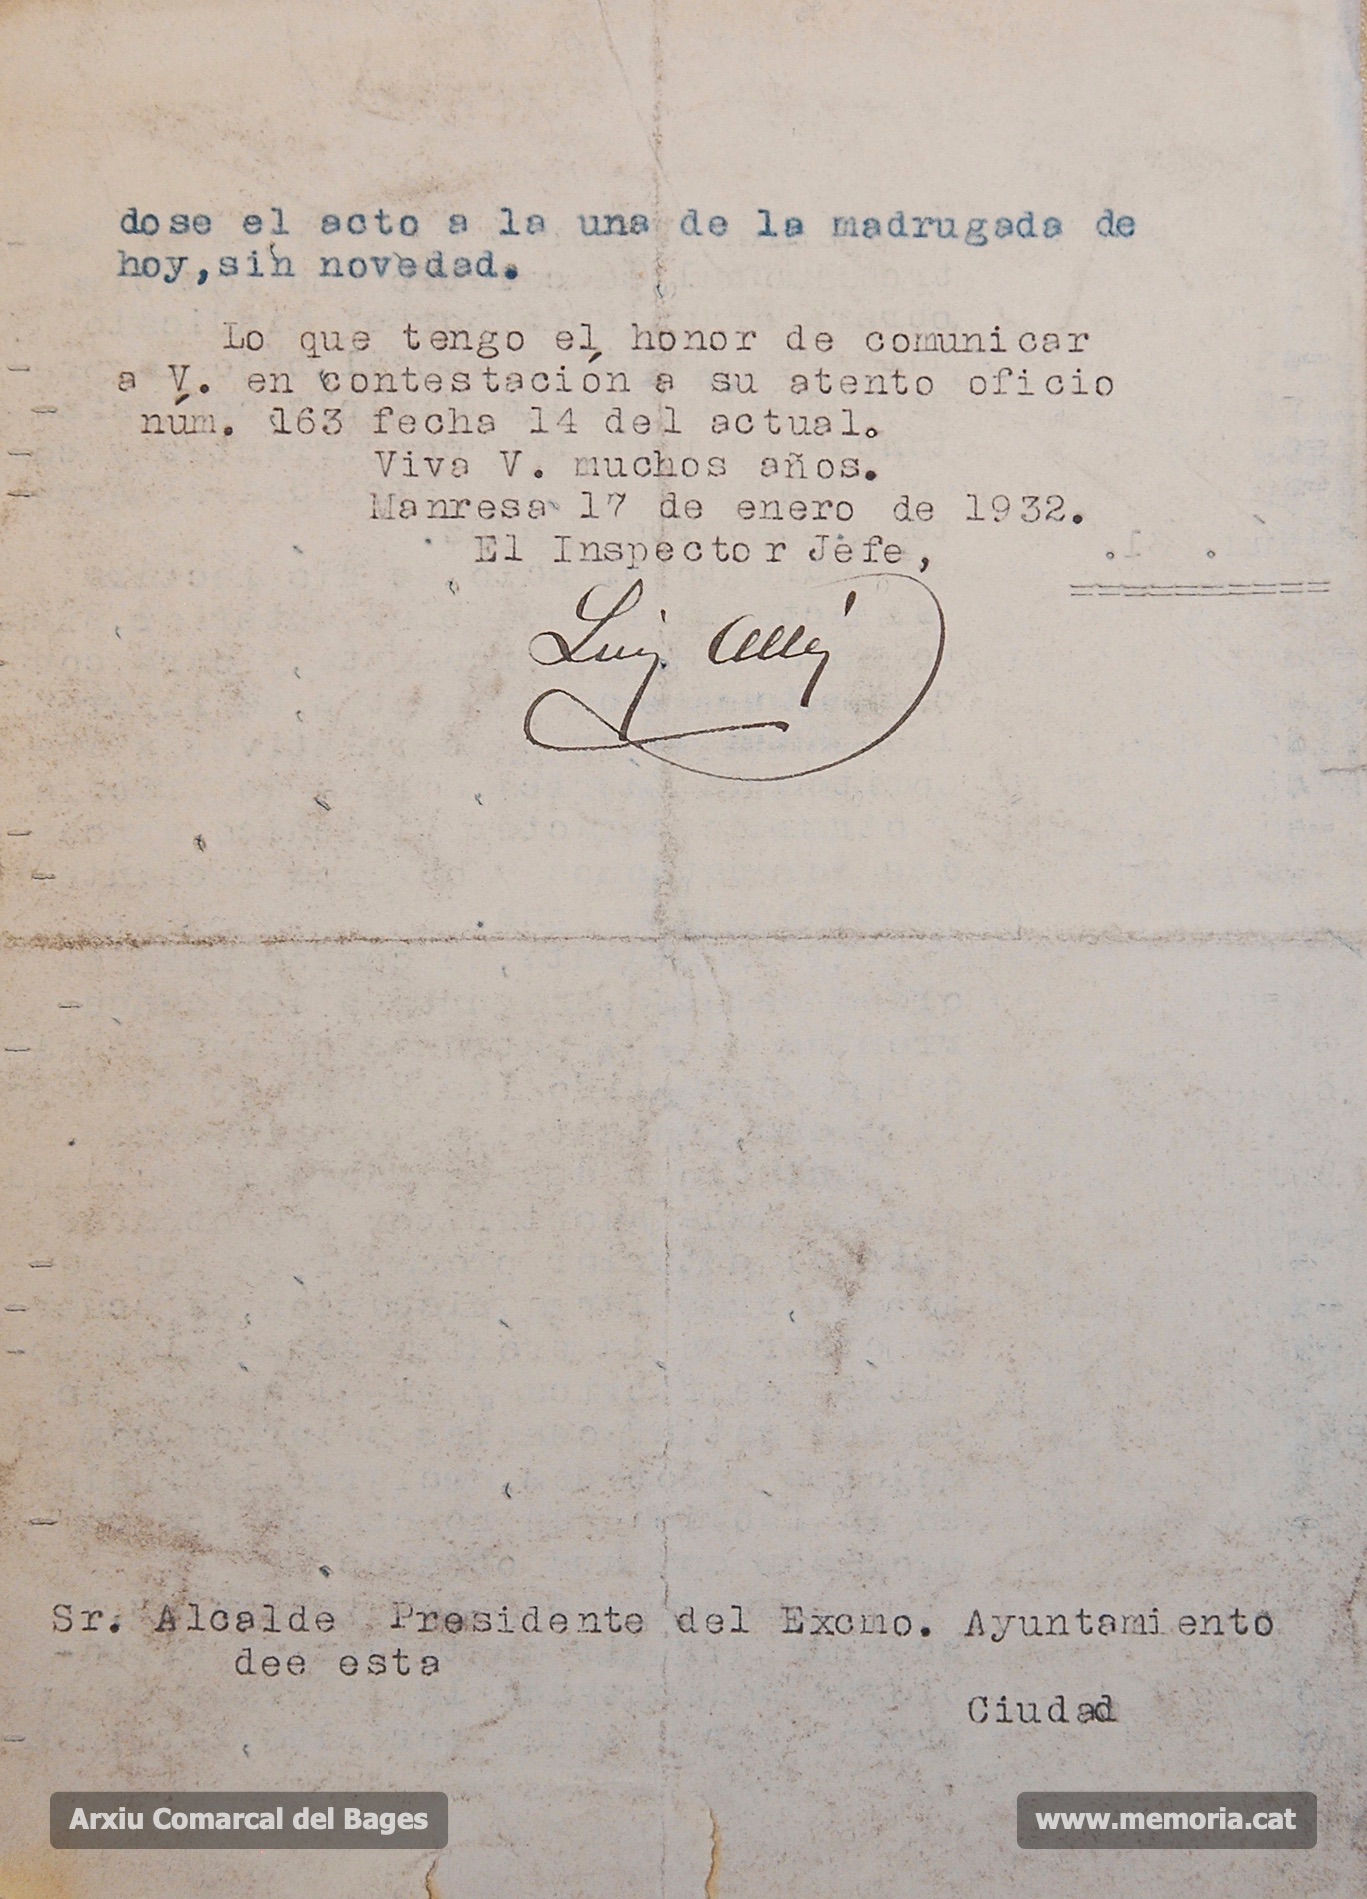 dose el acto a la una de la madrugada de
hoy, sin novedad.
Lo que tengo el honor de comunicar
a V. en contestación a su atento oficio
núm. 163 fecha 14 del actual.
Viva V. muchos años.
Manresa 17 de enero de 1932.
El Inspector Jefe,
Luis
Sr. Alcalde Presidente del Excmo. Ayuntamiento
dee esta
Ciudad
Arxiu Comarcal del Bages
www.memoria.cat